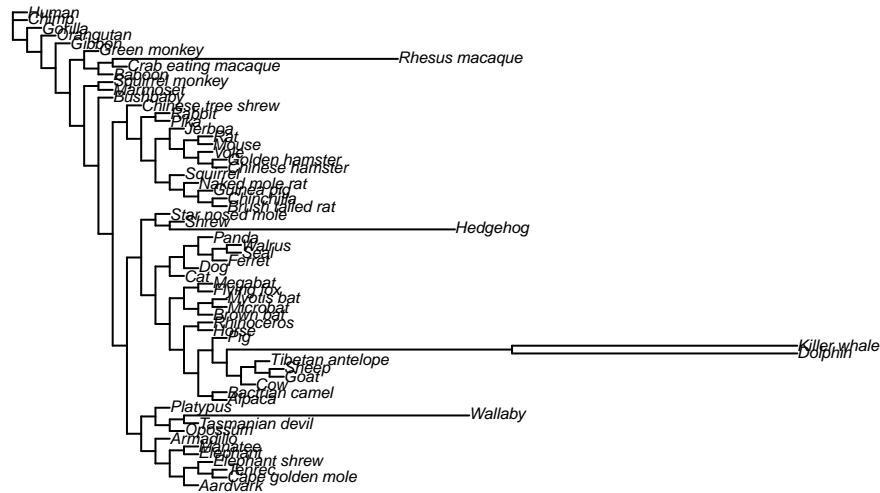 Human
Chimp
Gorilla
Orangutan
Gibbon
Green monkey
Rhesus macaque
Crab eating macaque
Baboon
Squirrel monkey
Marmoset
Bushbaby
Chinese tree shrew
Rabbit
Pika
Jerboa
Rat
Mouse
Vole
Golden hamster
Chinese hamster
Squirrel
Naked mole rat
Guinea pig
Chinchilla
Brush tailed rat
Star nosed mole
Shrew
Hedgehog
Panda
Walrus
Seal
Ferret
Dog
Cat
Megabat
Flying fox
Myotis bat
Microbat
Brown bat
Rhinoceros
Horse
Pig
Killer whale
Dolphin
Tibetan antelope
Sheep
Goat
Cow
Bactrian camel
Alpaca
Platypus
Wallaby
Tasmanian devil
Opossum
Armadillo
Manatee
Elephant
Elephant shrew
Tenrec
Cape golden mole
Aardvark